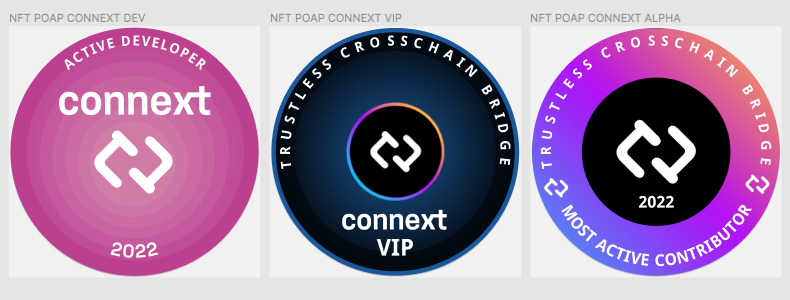 NFT POAP CONNEXT DEV
ACTIVE DEVELOPER
connext
2022
NFT POAP CONNEXT VIP
TRUSTLESS CROSSCHAIN BRIDGE
connext
VIP
NFT POAP CONNEXT ALPHA
TRUSTLESS CROSSCHAIN BRIDGE
2022
MOST ACTIVE CONTRIBUTOR